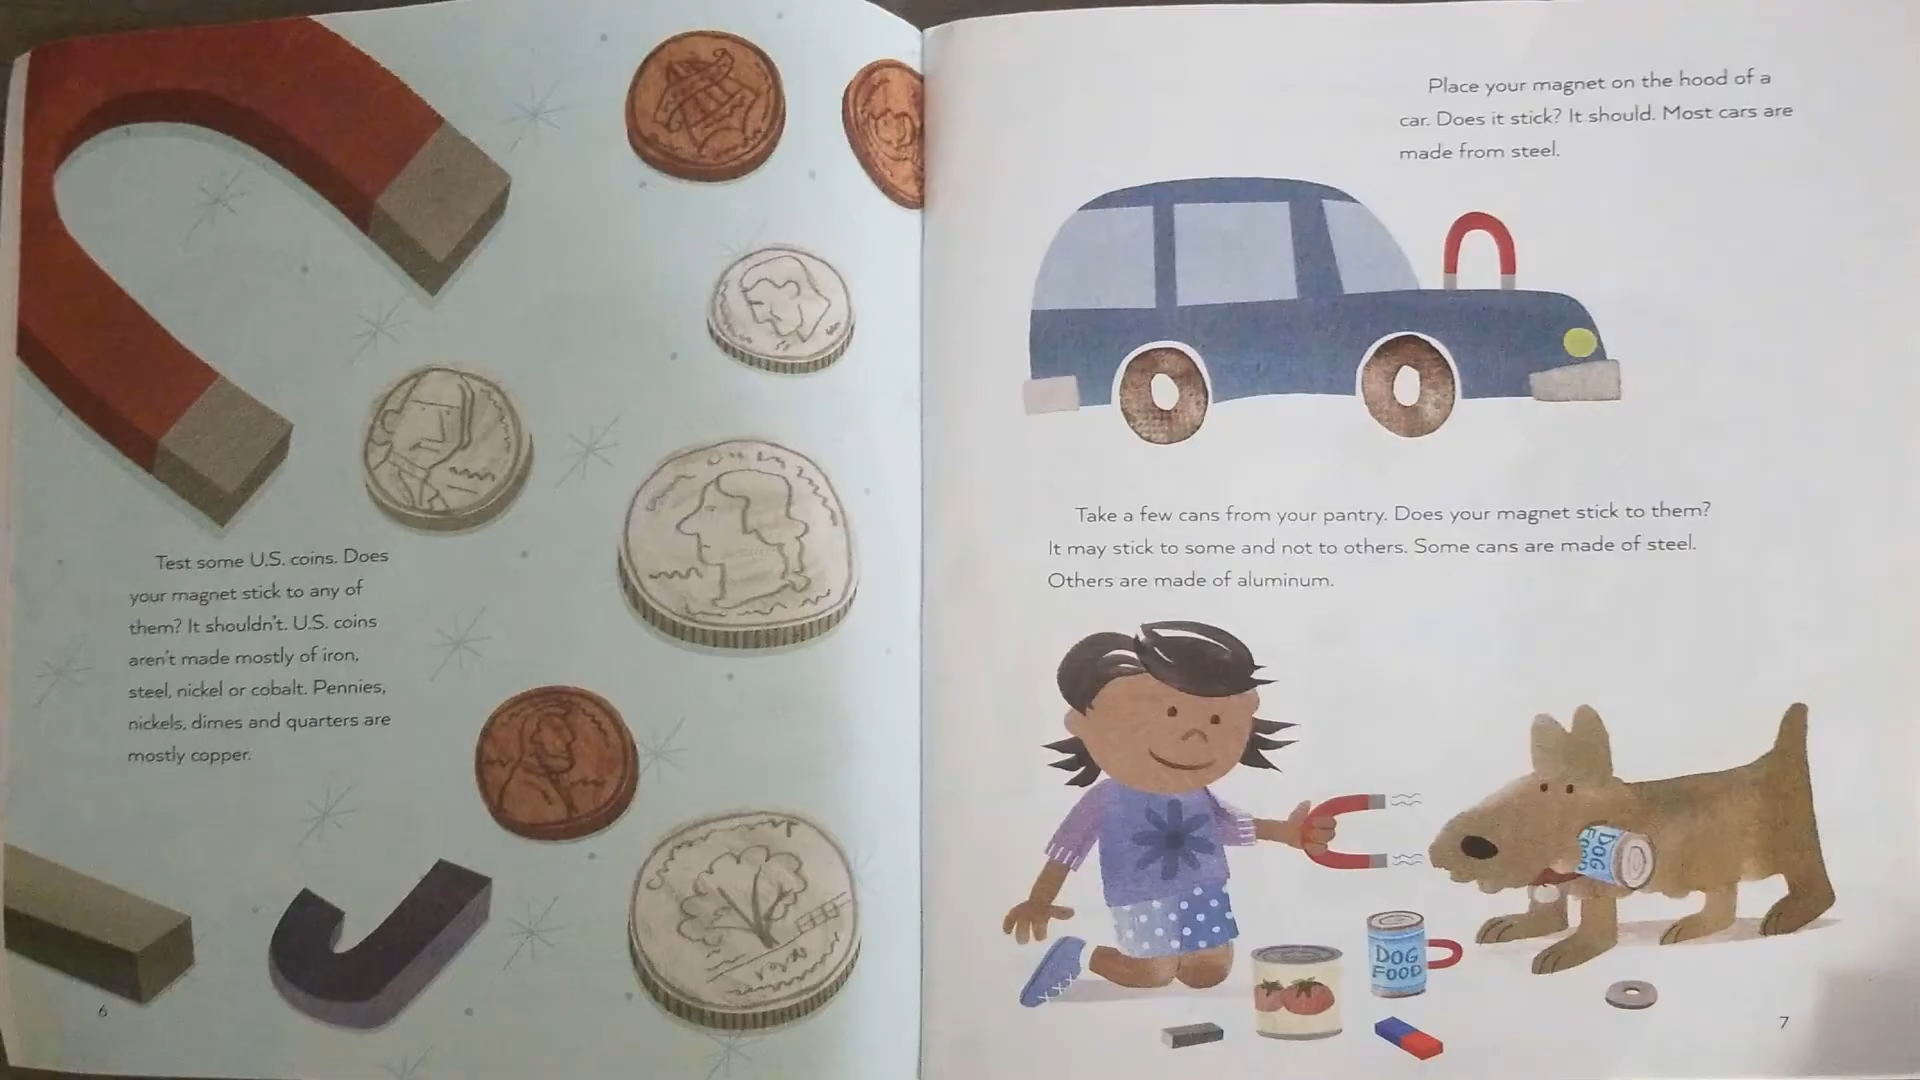 Test some U.S. coins. Does
your magnet stick to any of
them? It shouldn't. U.S. coins
aren't made mostly of iron,
steel, nickel or cobalt. Pennies,
nickels, dimes and quarters are
mostly copper.
6
Place your magnet on the hood of a
car. Does it stick? It should. Most cars are
made from steel.
Take a few cans from your pantry. Does your magnet stick to them?
It may stick to some and not to others. Some cans are made of steel.
Others are made of aluminum.
DOG
FOOD
DOG
FOOD
7